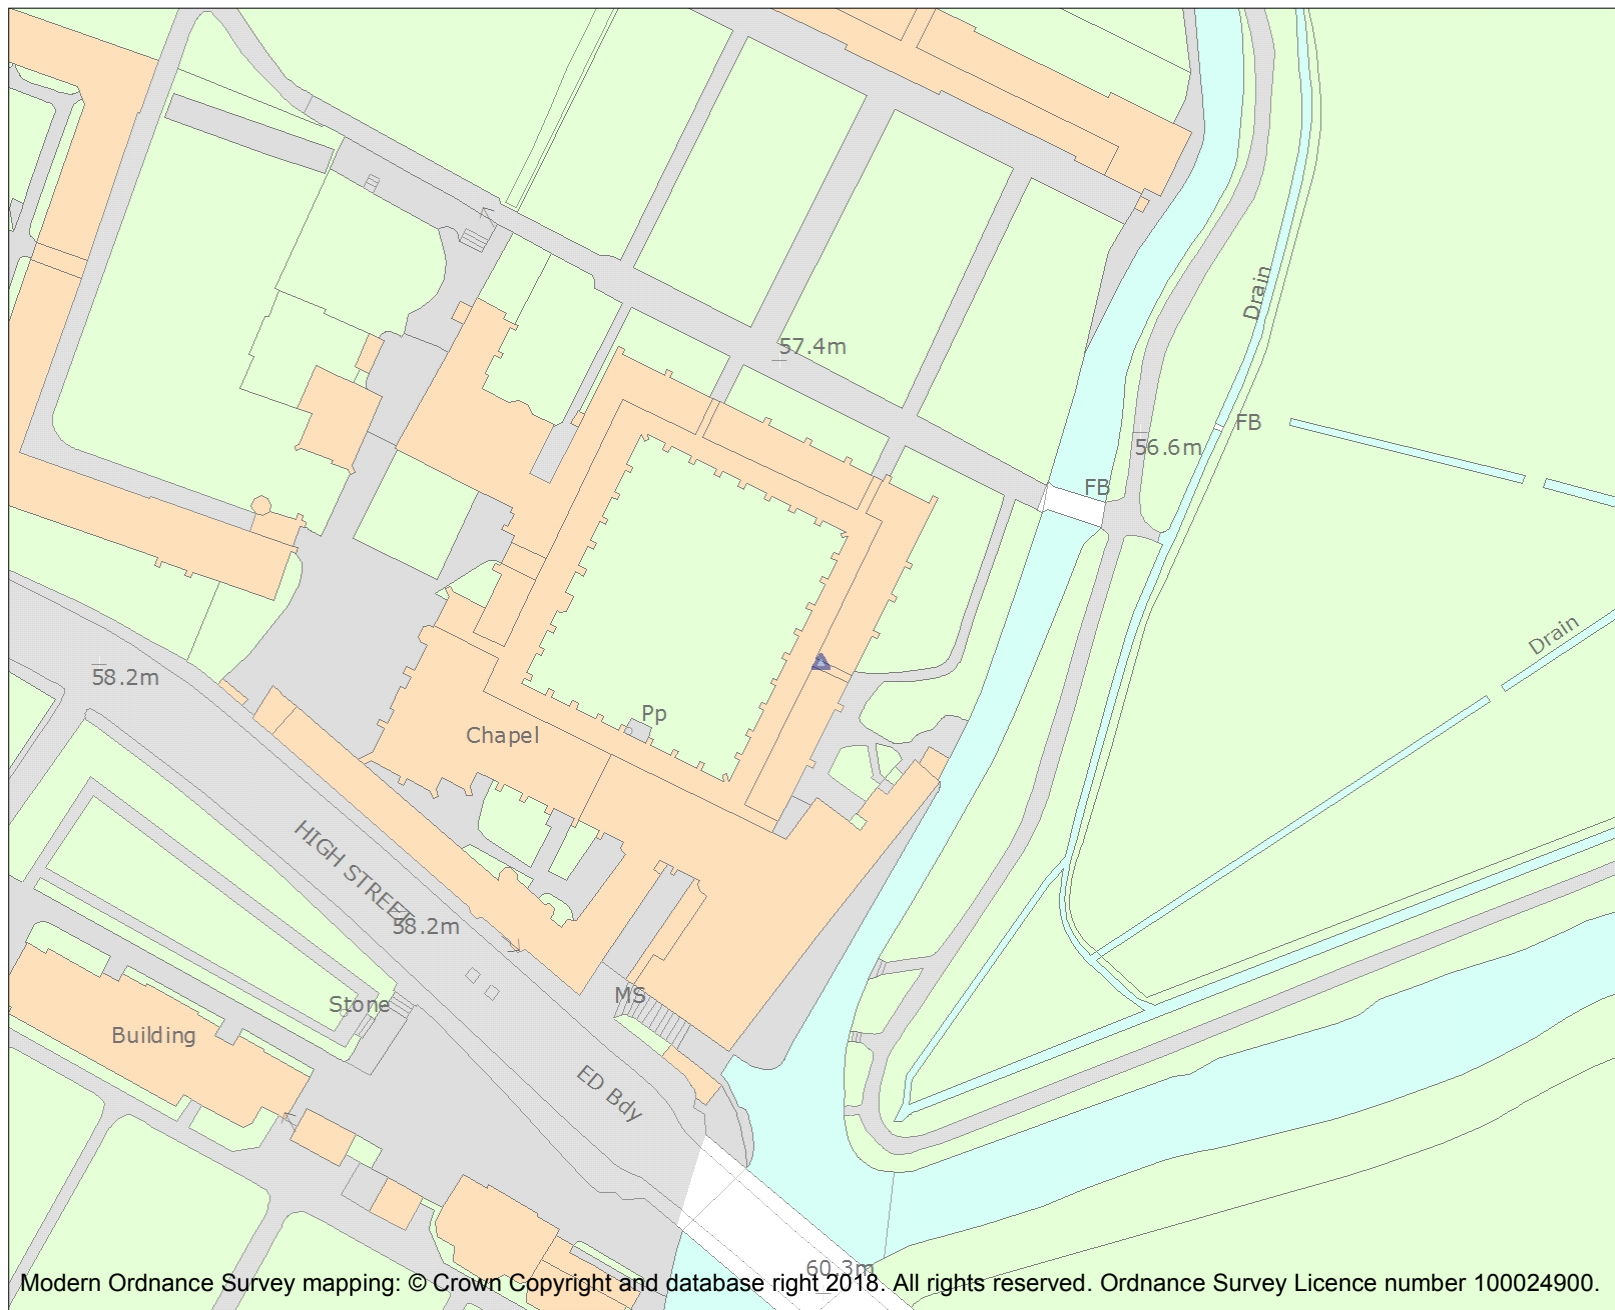 Drain
57.4m
FB
56.6m
FB
Drain
58.2m
Pp
Chapel
HIGH STREET
58.2m
MS
Stone
Building
ED Bdy
60.3m
Modern Ordnance Survey mapping: © Crown Copyright and database right 2018. All rights reserved. Ordnance Survey Licence number 100024900.